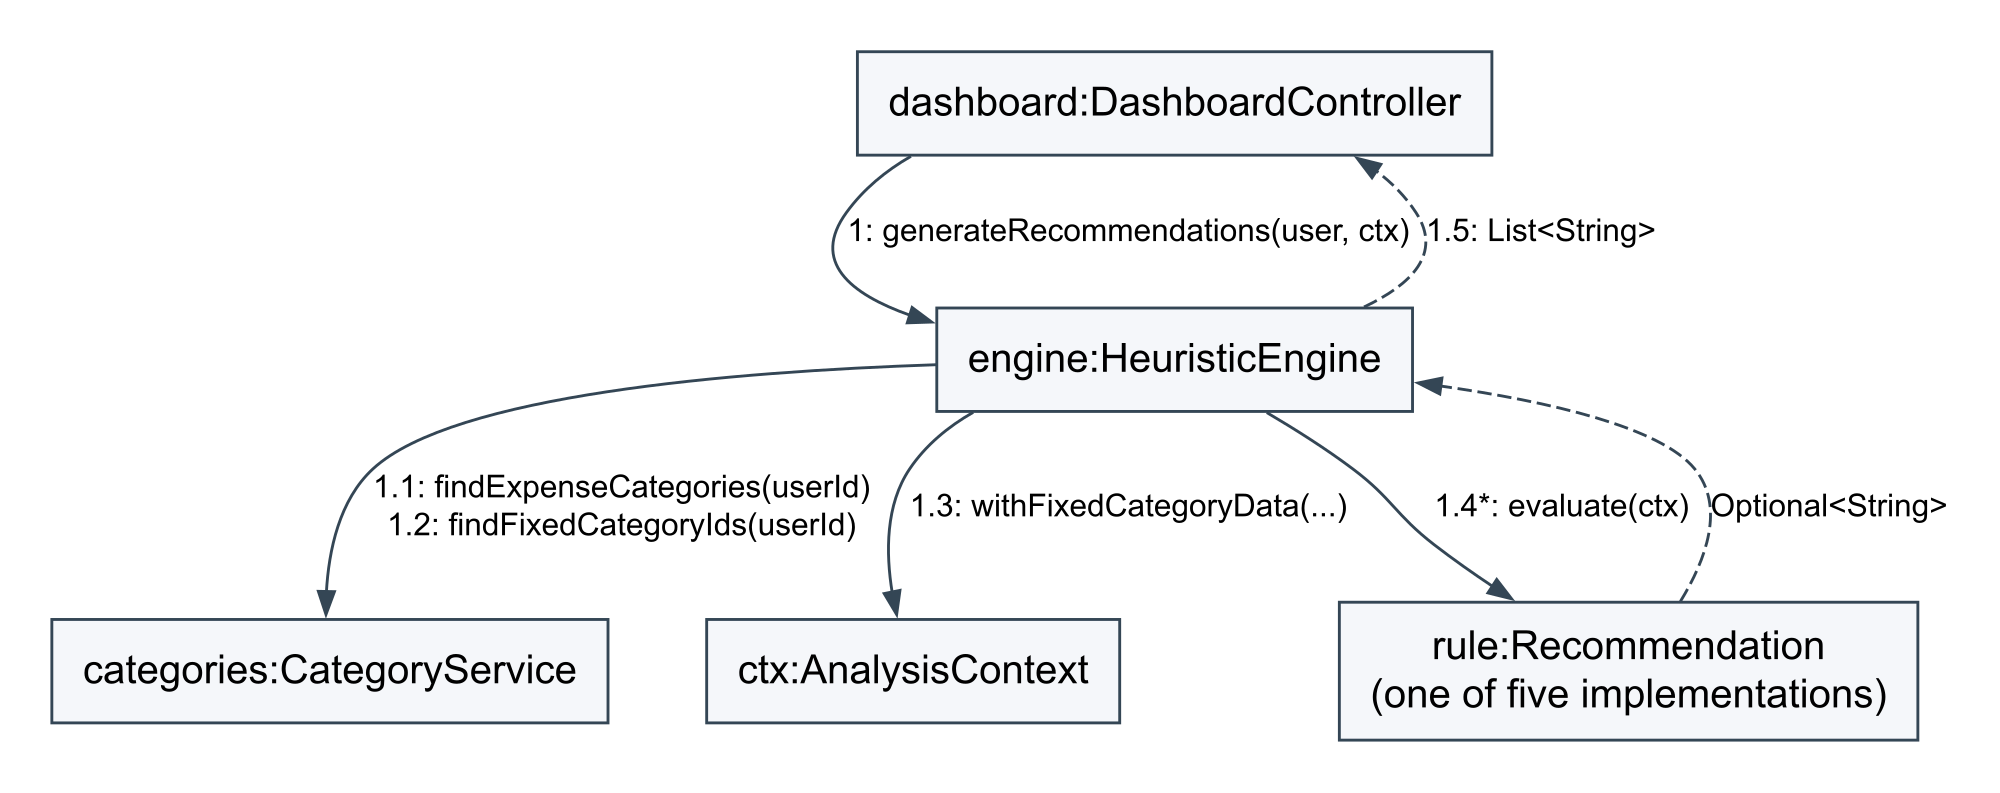 dashboard:DashboardController
1: generateRecommendations(user, ctx)
1.5: List<String>
engine:HeuristicEngine
1.1: findExpenseCategories(userId)
1.2: findFixedCategoryIds(userId)
1.3: withFixedCategoryData(...)
1.4*: evaluate(ctx)
Optional<String>
categories:CategoryService
ctx:AnalysisContext
rule:Recommendation
(one of five implementations)